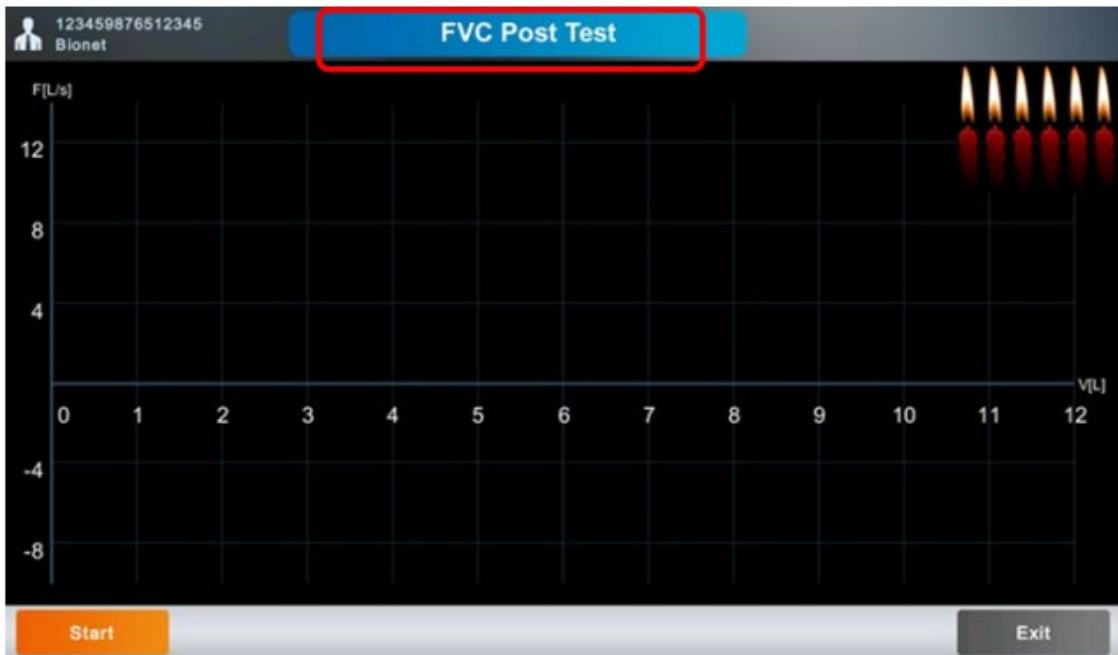 123459876512345
Bionet
FVC Post Test
F[L/s]
12
8
4
V[L]
0 1 2 3 4 5 6 7 8 9 10 11 12
-4
-8
Start
Exit